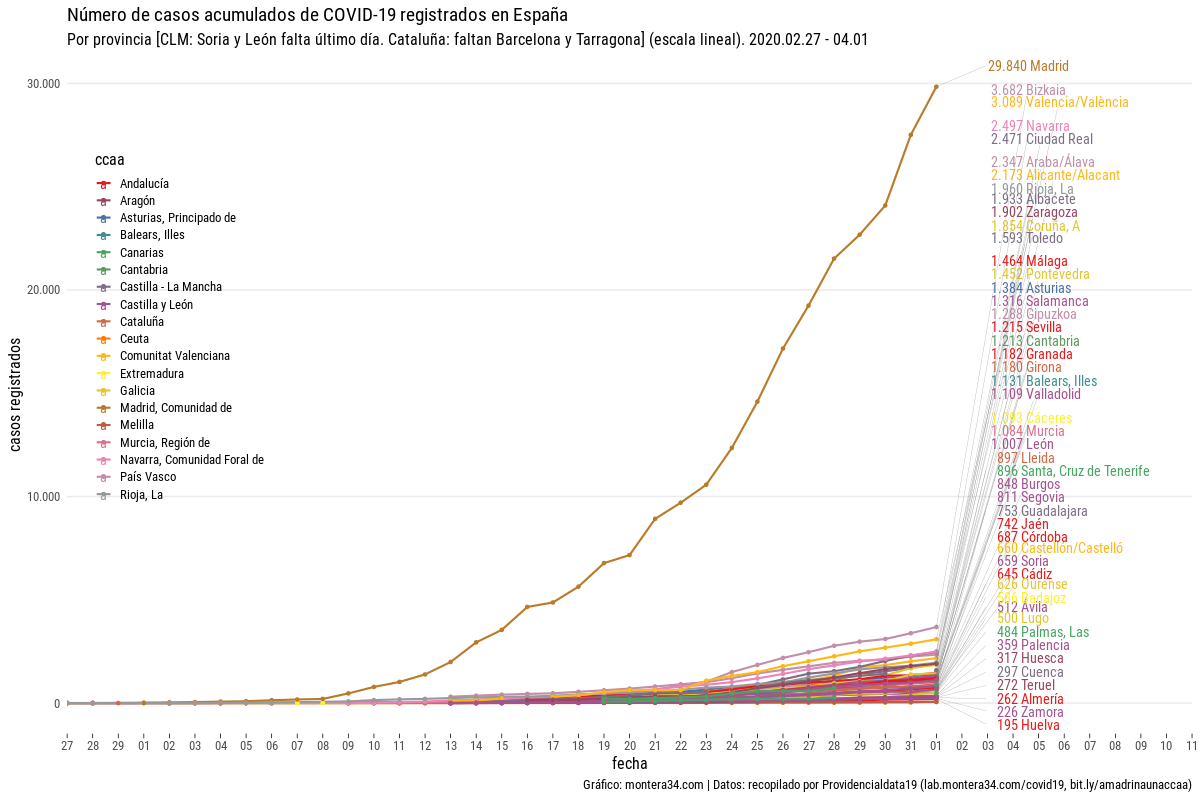 Número de casos acumulados de COVID-19 registrados en España
Por provincia [CLM: Soria y León falta último día. Cataluña: faltan Barcelona y Tarragona] (escala lineal). 2020.02.27 - 04.01
30.000
20.000
10.000
0
casos registrados
ccaa
Andalucía
Aragón
Asturias, Principado de
Balears, Illes
Canarias
Cantabria
Castilla - La Mancha
Castilla y León
Cataluña
Ceuta
Comunitat Valenciana
Extremadura
Galicia
Madrid, Comunidad de
Melilla
Murcia, Región de
Navarra, Comunidad Foral de
País Vasco
Rioja, La
29.840 Madrid
3.682 Bizkaia
3.089 Valencia/València
2.497 Navarra
2.471 Ciudad Real
2.347 Araba/Álava
2.173 Alicante/Alacant
1.960 Rioja, La
1.933 Albacete
1.902 Zaragoza
1.854 Coruña, A
1.593 Toledo
1.464 Málaga
1.452 Pontevedra
1.384 Asturias
1.316 Salamanca
1.288 Gipuzkoa
1.215 Sevilla
1.213 Cantabria
1.182 Granada
1.180 Girona
1.131 Balears, Illes
1.109 Valladolid
1.093 Cáceres
1.084 Murcia
1.007 León
897 Lleida
896 Santa, Cruz de Tenerife
848 Burgos
811 Segovia
753 Guadalajara
742 Jaén
687 Córdoba
660 Castellón/Castelló
659 Soria
645 Cádiz
626 Ourense
Badajoz
512 Ávila
500 Lugo
484 Palmas, Las
359 Palencia
317 Huesca
297 Cuenca
272 Teruel
262 Almería
226 Zamora
195 Huelva
27 28 29 01 02 03 04 05 06 07 08 09 10 11 12 13 14 15 16 17 18 19 20 21 22 23 24 25 26 27 28 29 30 31 01 02 03 04 05 06 07 08 09 10 11
fecha
Gráfico: montera34.com | Datos: recopilado por Providencialdata19 (lab.montera34.com/covid19, bit.ly/amadrinaunaccaa)